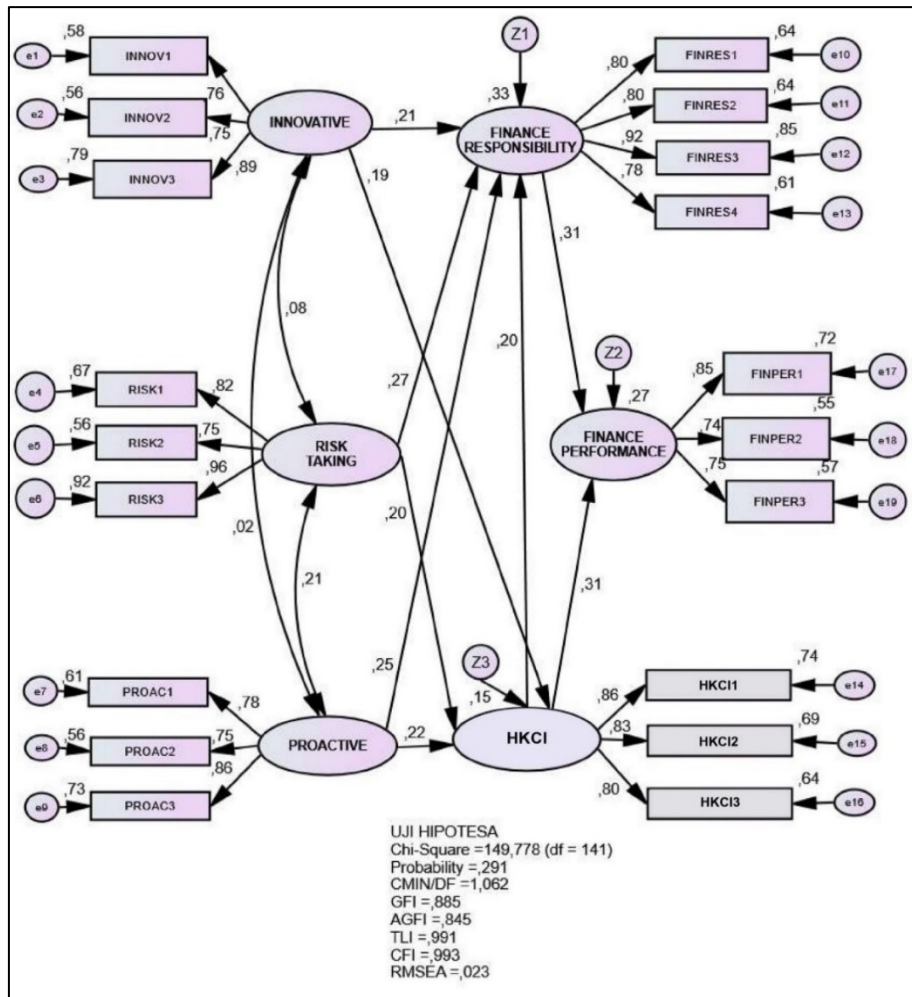 Z1
,58
e1
INNOV1
,56
,76
e2
INNOV2
,75
,79
e3
INNOV3
,89
INNOVATIVE
,21
,19
,33
FINANCE
RESPONSIBILITY
,80
FINRES1
,64
e10
,80
FINRES2
,64
e11
,92
FINRES3
,85
e12
,78
FINRES4
,61
e13
,31
,08
,20
Z2
,27
FINANCE
PERFORMANCE
,85
FINPER1
,72
e17
,74
FINPER2
,55
e18
,75
FINPER3
,57
e19
,67
e4
RISK1
,82
,56
e5
RISK2
,75
,92
e6
RISK3
,96
RISK
TAKING
,27
,20
,02
,21
,25
,31
Z3
,15
HKCI
,86
HKCI1
,74
e14
,83
HKCI2
,69
e15
,80
HKCI3
,64
e16
,61
e7
PROAC1
,78
,56
e8
PROAC2
,75
,73
e9
PROAC3
,86
PROACTIVE
,22
UJI HIPOTESA
Chi-Square =149,778 (df = 141)
Probability =,291
CMIN/DF =1,062
GFI =,885
AGFI =,845
TLI =,991
CFI =,993
RMSEA =,023